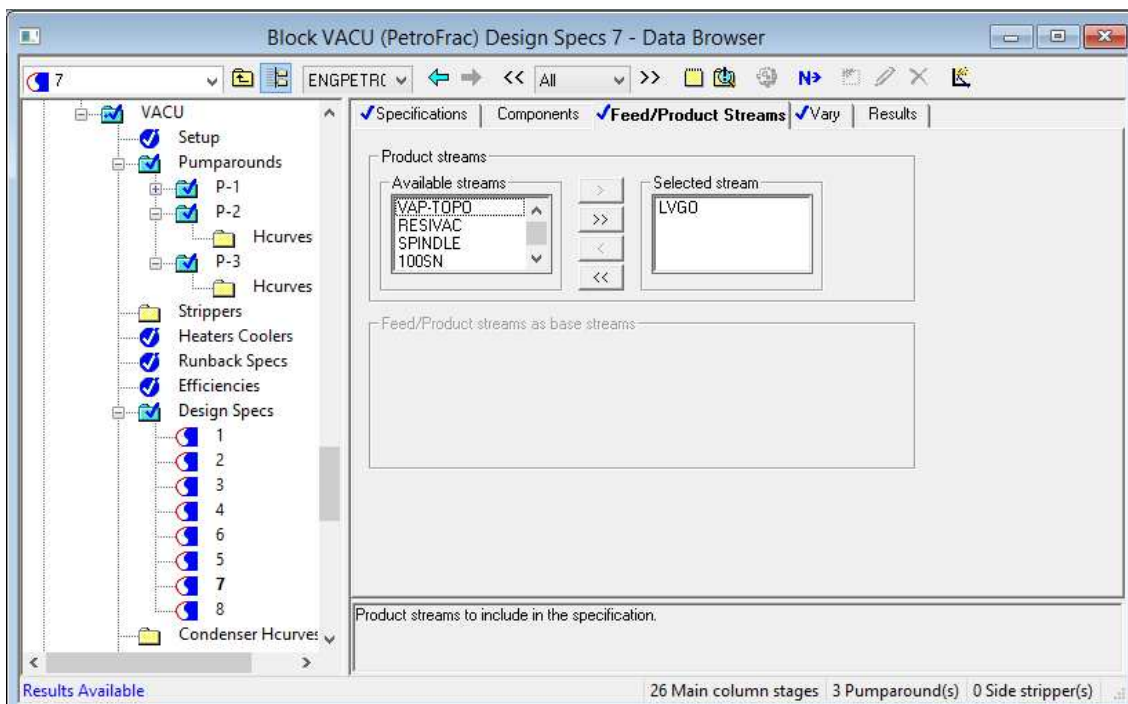 Block VACU (PetroFrac) Design Specs 7 - Data Browser
7 ENGPETRC << All >> N>
VACU
Setup
Pumparounds
P-1
P-2
Hcurves
P-3
Hcurves
Strippers
Heaters Coolers
Runback Specs
Efficiencies
Design Specs
1
2
3
4
6
5
7
8
Condenser Hcurves
Specifications Components Feed/Product Streams Vary Results
Product streams
Available streams
VAP-TOPO
RESIVAC
SPINDLE
100SN
>
>>
<
<<
Selected stream
LVGO
Feed/Product streams as base streams
Product streams to include in the specification.
Results Available 26 Main column stages 3 Pumparound(s) 0 Side stripper(s)